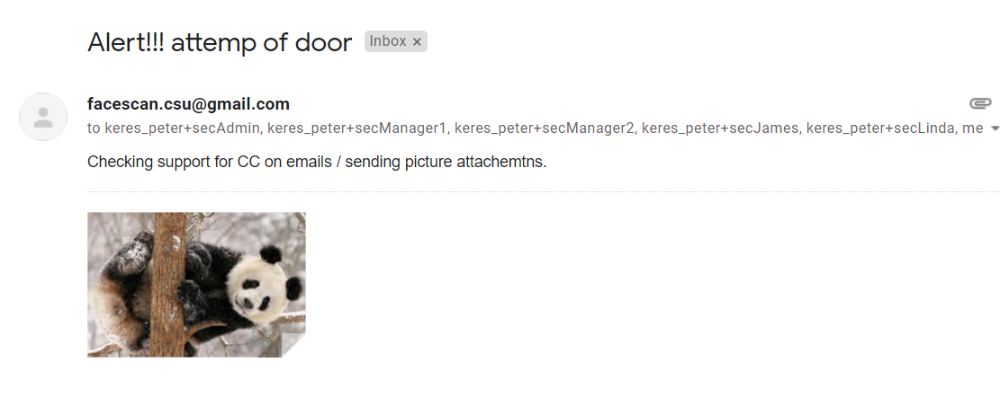 Alert!!! attemp of door Inbox ×
facescan.csu@gmail.com
to keres_peter+secAdmin, keres_peter+secManager1, keres_peter+secManager2, keres_peter+secJames, keres_peter+secLinda, me
Checking support for CC on emails / sending picture attachemtns.